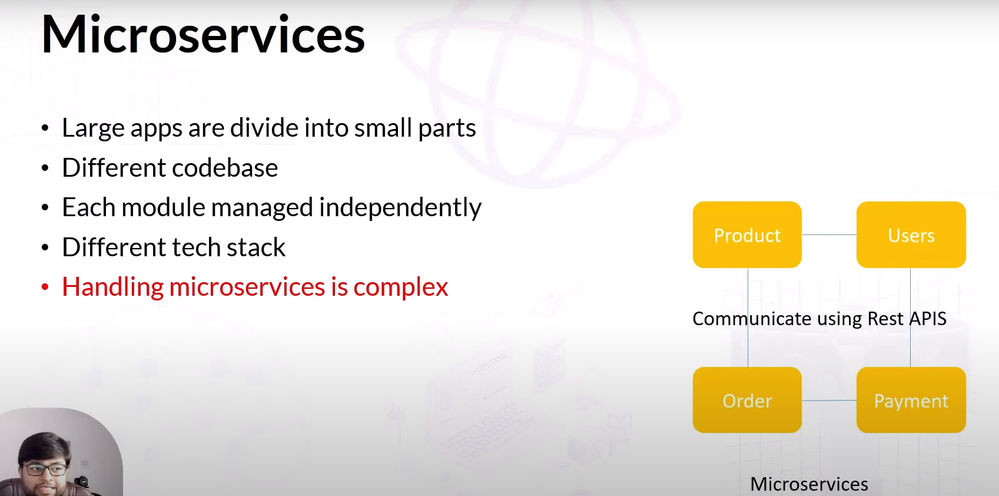 Microservices
• Large apps are divide into small parts
• Different codebase
• Each module managed independently
• Different tech stack
• Handling microservices is complex
Product
Users
Communicate using Rest APIS
Order
Payment
Microservices